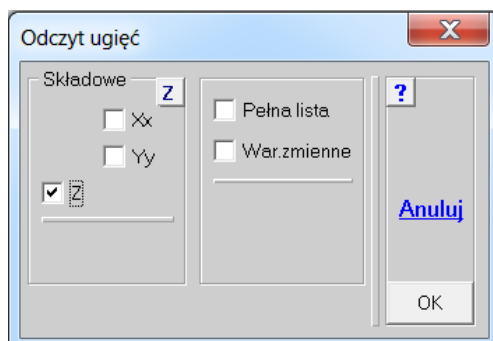 Odczyt ugięć
X
Składowe
Z
Xx
Yy
Z
Pełna lista
War.zmienne
?
Anuluj
OK